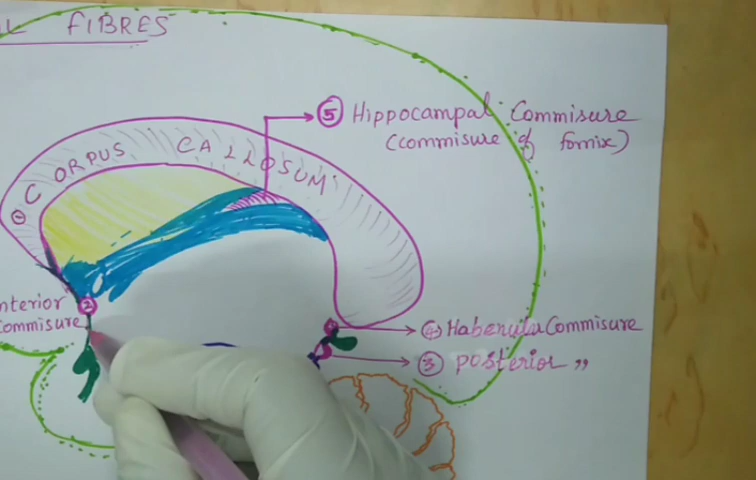 L FIBRES
⑤ Hippocampal Commisure
(commisure of fornix)
① CORPUS CALLOSUM
nterior ②
commisure
④ Habenula Commisure
③ Posterior ,,